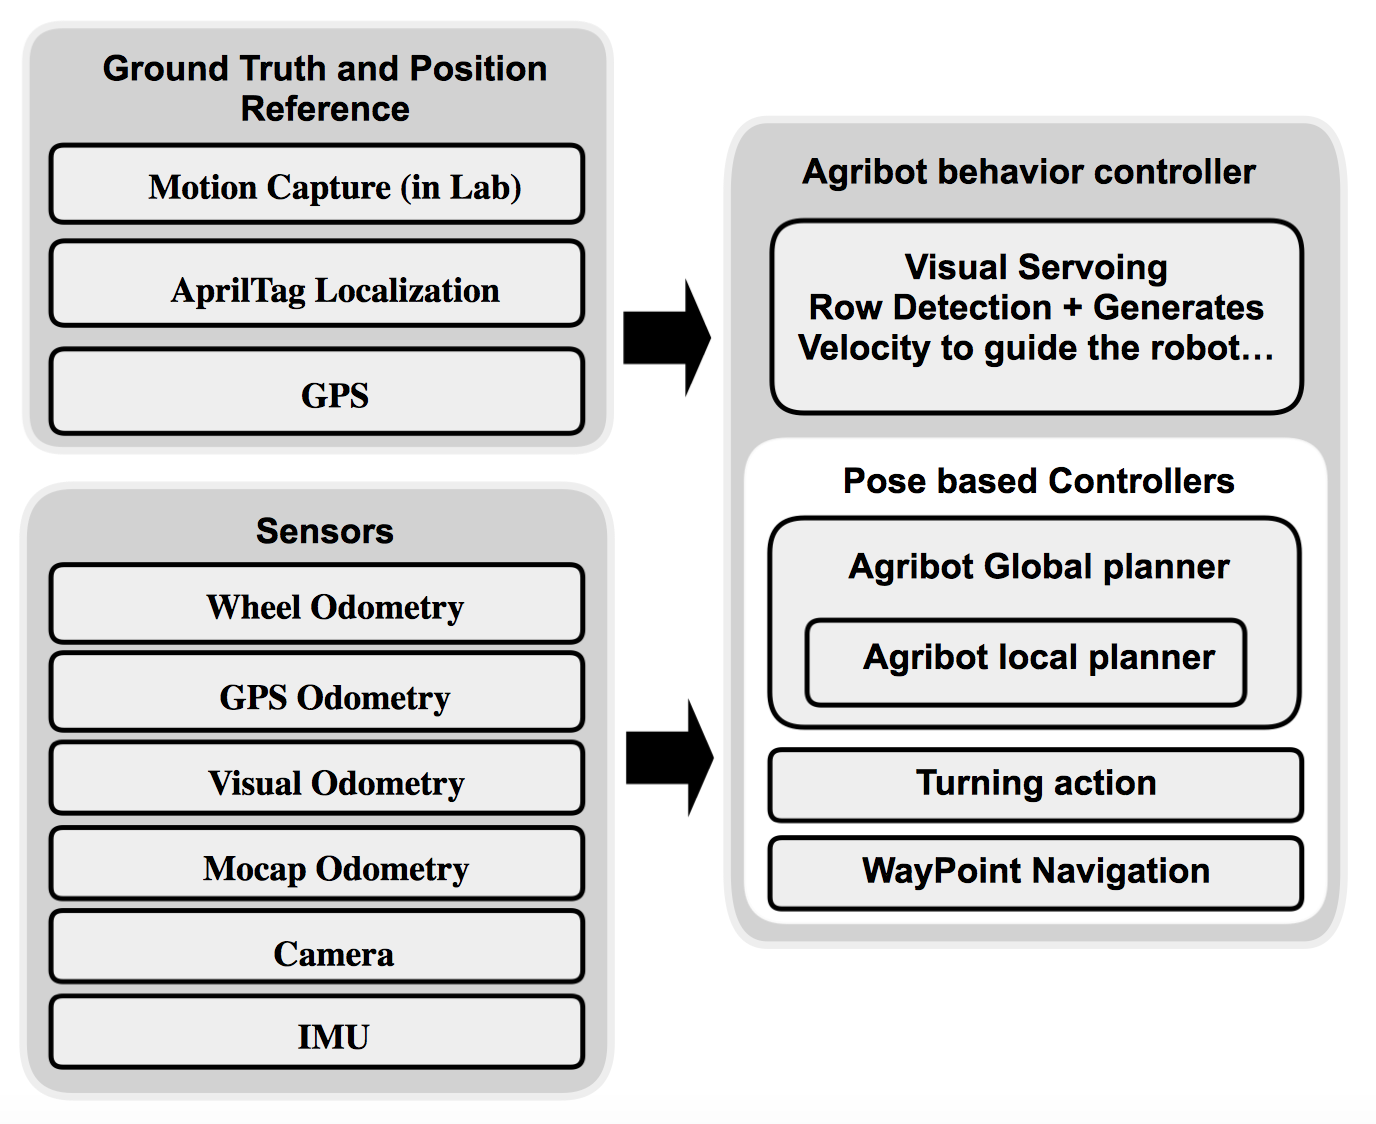 Ground Truth and Position
Reference
Motion Capture (in Lab)
AprilTag Localization
GPS
Sensors
Wheel Odometry
GPS Odometry
Visual Odometry
Mocap Odometry
Camera
IMU
Agribot behavior controller
Visual Servoing
Row Detection + Generates
Velocity to guide the robot…
Pose based Controllers
Agribot Global planner
Agribot local planner
Turning action
WayPoint Navigation